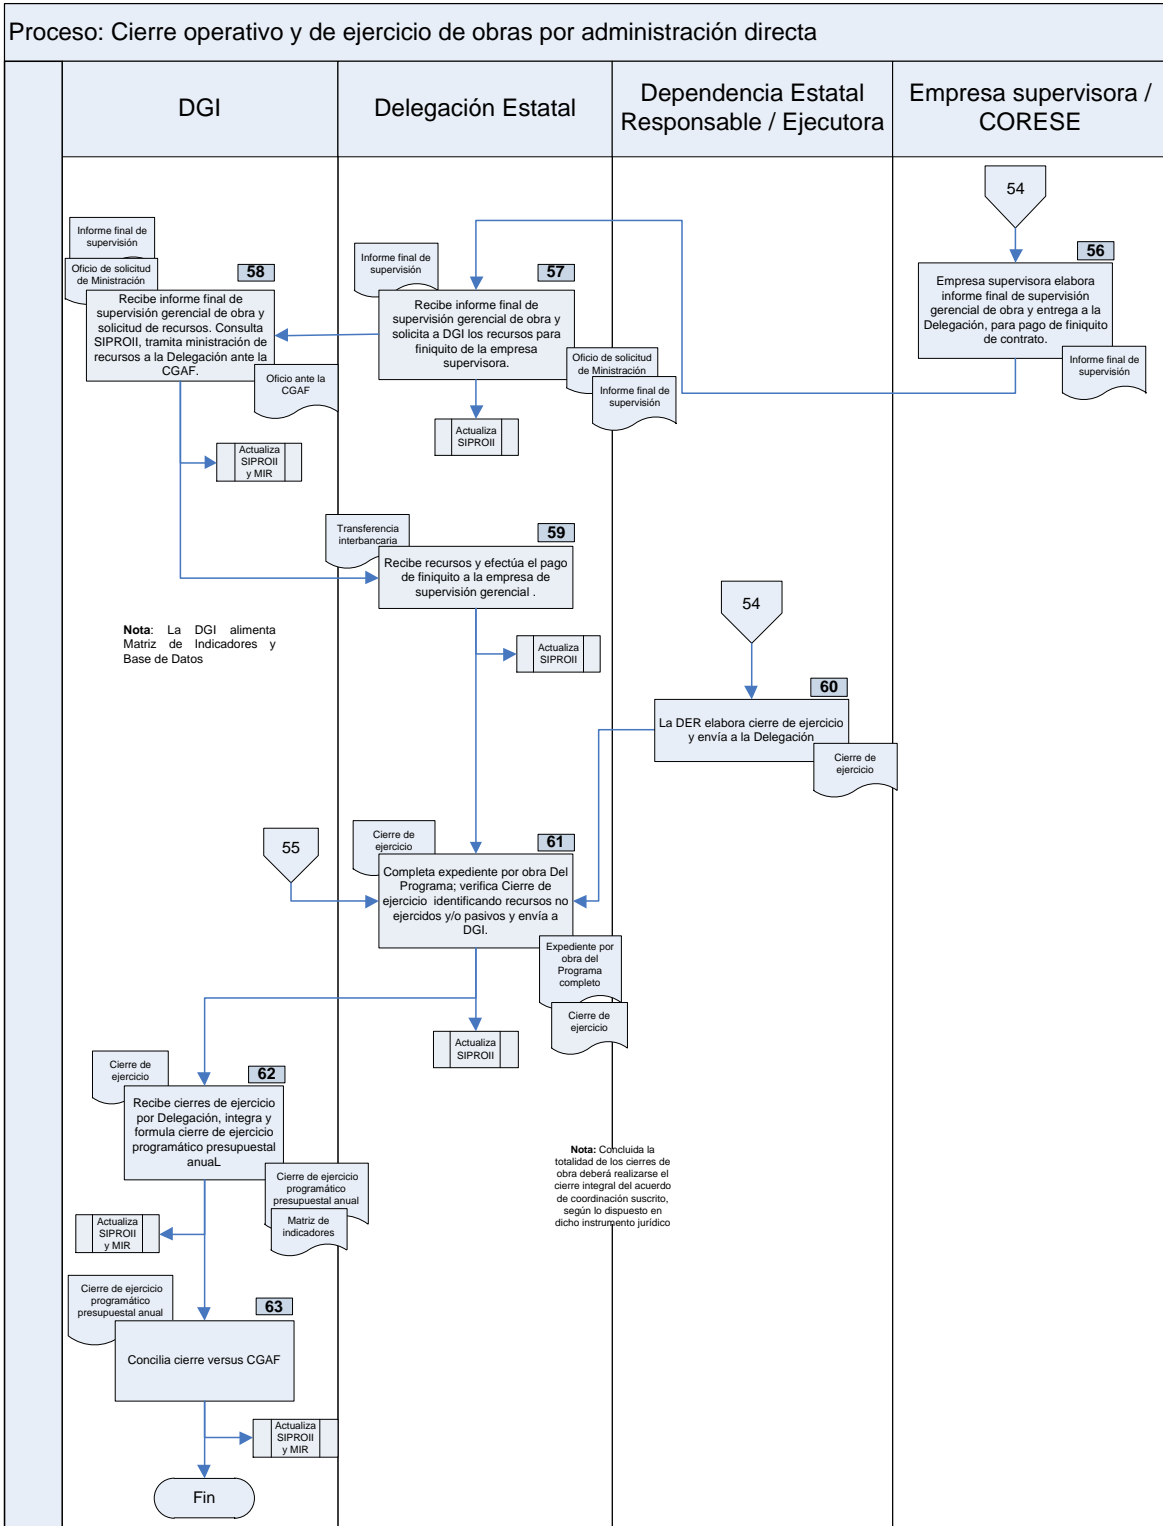 Proceso: Cierre operativo y de ejercicio de obras por administración directa
DGI
Delegación Estatal
Dependencia Estatal
Responsable / Ejecutora
Empresa supervisora /
CORESE
54
56
Empresa supervisora elabora
informe final de supervisión
gerencial de obra y entrega a la
Delegación, para pago de finiquito
de contrato.
Informe final de
supervisión
Informe final de
supervisión
57
Recibe informe final de
supervisión gerencial de obra y
solicita a DGI los recursos para
finiquito de la empresa
supervisora.
Oficio de solicitud
de Ministración
Informe final de
supervisión
Actualiza
SIPROII
Informe final de
supervisión
Oficio de solicitud
de Ministración
58
Recibe informe final de
supervisión gerencial de obra y
solicitud de recursos. Consulta
SIPROII, tramita ministración de
recursos a la Delegación ante la
CGAF.
Oficio ante la
CGAF
Actualiza
SIPROII
y MIR
Transferencia
interbancaria
59
Recibe recursos y efectúa el pago
de finiquito a la empresa de
supervisión gerencial .
Actualiza
SIPROII
Nota: La DGI alimenta
Matriz de Indicadores y
Base de Datos
54
60
La DER elabora cierre de ejercicio
y envía a la Delegación
Cierre de
ejercicio
55
Cierre de
ejercicio
61
Completa expediente por obra Del
Programa; verifica Cierre de
ejercicio identificando recursos no
ejercidos y/o pasivos y envía a
DGI.
Expediente por
obra del
Programa
completo
Cierre de
ejercicio
Actualiza
SIPROII
Cierre de
ejercicio
62
Recibe cierres de ejercicio
por Delegación, integra y
formula cierre de ejercicio
programático presupuestal
anuaL
Cierre de ejercicio
programático
presupuestal anual
Matriz de
indicadores
Actualiza
SIPROII
y MIR
Nota: Concluida la
totalidad de los cierres de
obra deberá realizarse el
cierre integral del acuerdo
de coordinación suscrito,
según lo dispuesto en
dicho instrumento jurídico
Cierre de ejercicio
programático
presupuestal anual
63
Concilia cierre versus CGAF
Actualiza
SIPROII
y MIR
Fin